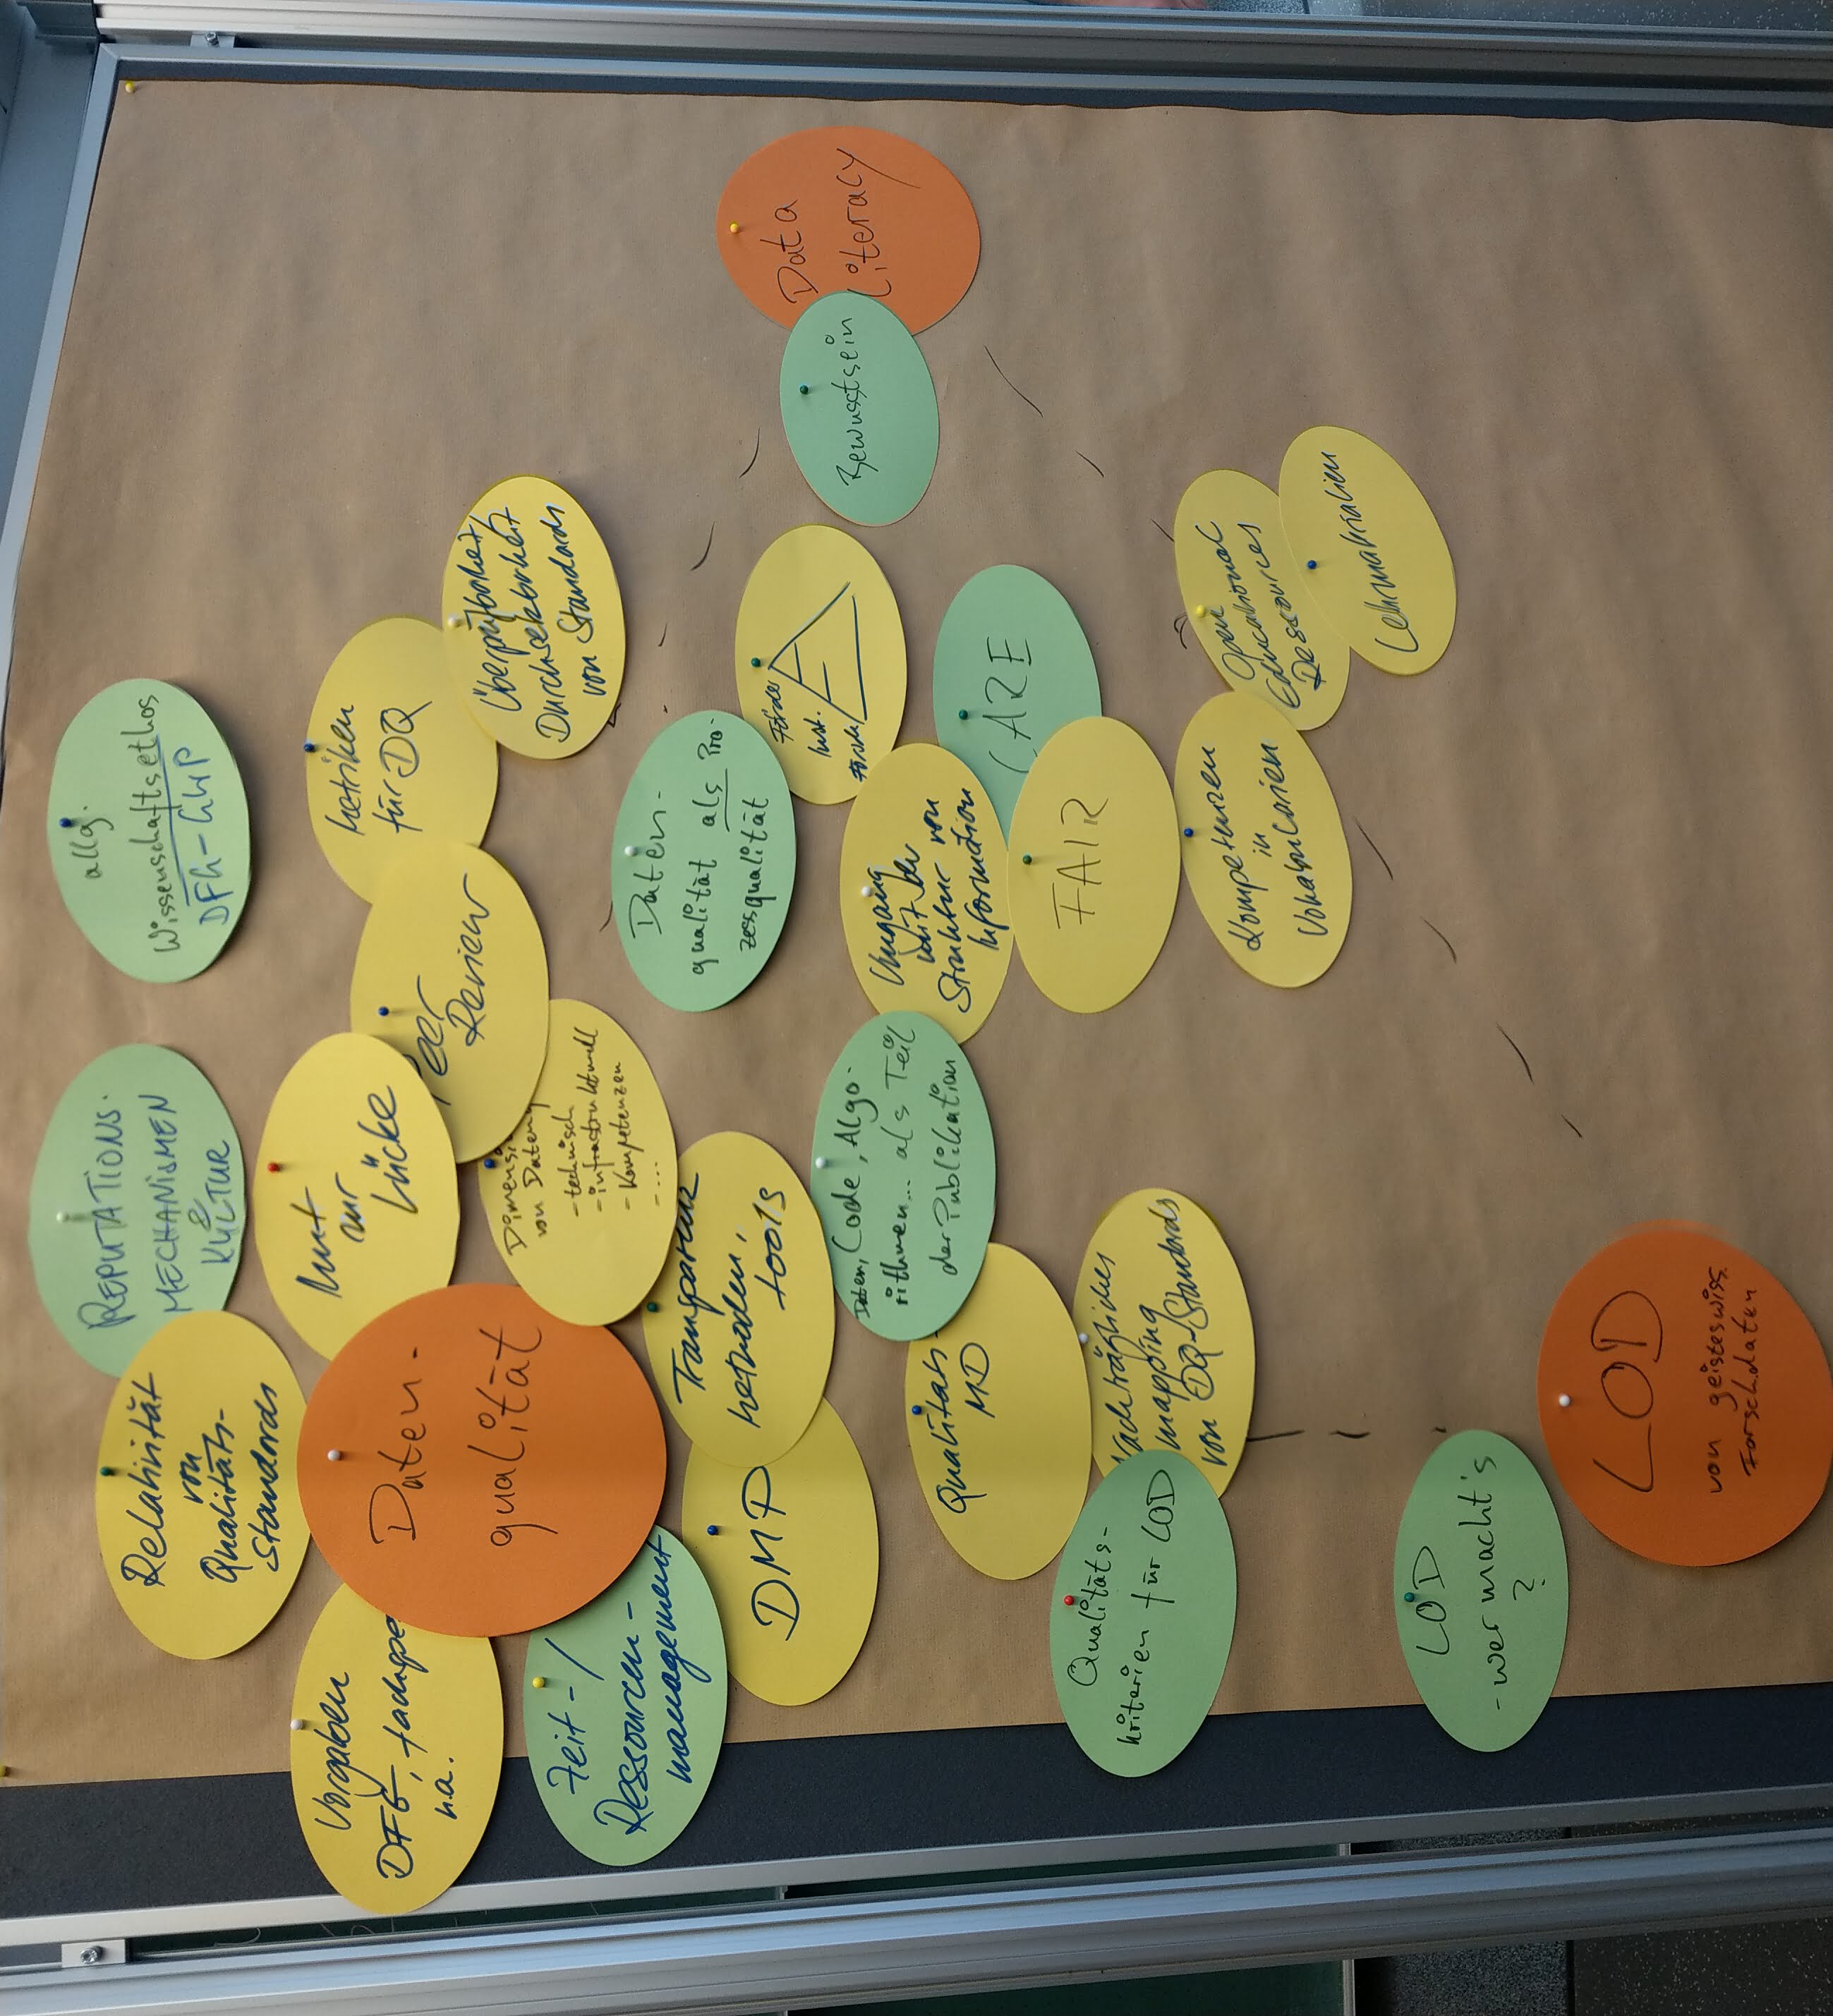 REPUTATIONS-
MECHANISMEN
&
KULTUR
allg.
Wissenschaftsethos
DFG-GWP
Relativität
von
Qualitäts-
standards
Vorgaben
DFG, fachspe
u.a.
Daten-
qualität
Mut
zur
Lücke
Peer
Review
Metriken
für DQ
Überprüfbarkeit/
Durchsetzbarkeit
von Standards
Dimensi
von Dateng
- technisch
- infrastrukturell
- Kompetenzen
- ...
Zeit-/
Ressourcen-
management
DMP
Transparenz
Methoden,
tools
Daten-
qualität als Pro-
zessqualität
Förder
Inst.
Forsch
Bewusstsein
Data
Literacy
Daten, Code, Algo-
rithmen... als Teil
der Publikation
Umgang
mit der
Struktur von
Information
Qualitäts-
MD
CARE
FAIR
Qualitäts-
kriterien für LOD
Nachträgliches
mapping
von DQ-Standards
Kompetenzen
in
Vokabularien
Open
Educational
Ressources
Lehrmaterialien
LOD
- wer macht's
?
LOD
von geisteswiss.
Forsch.daten